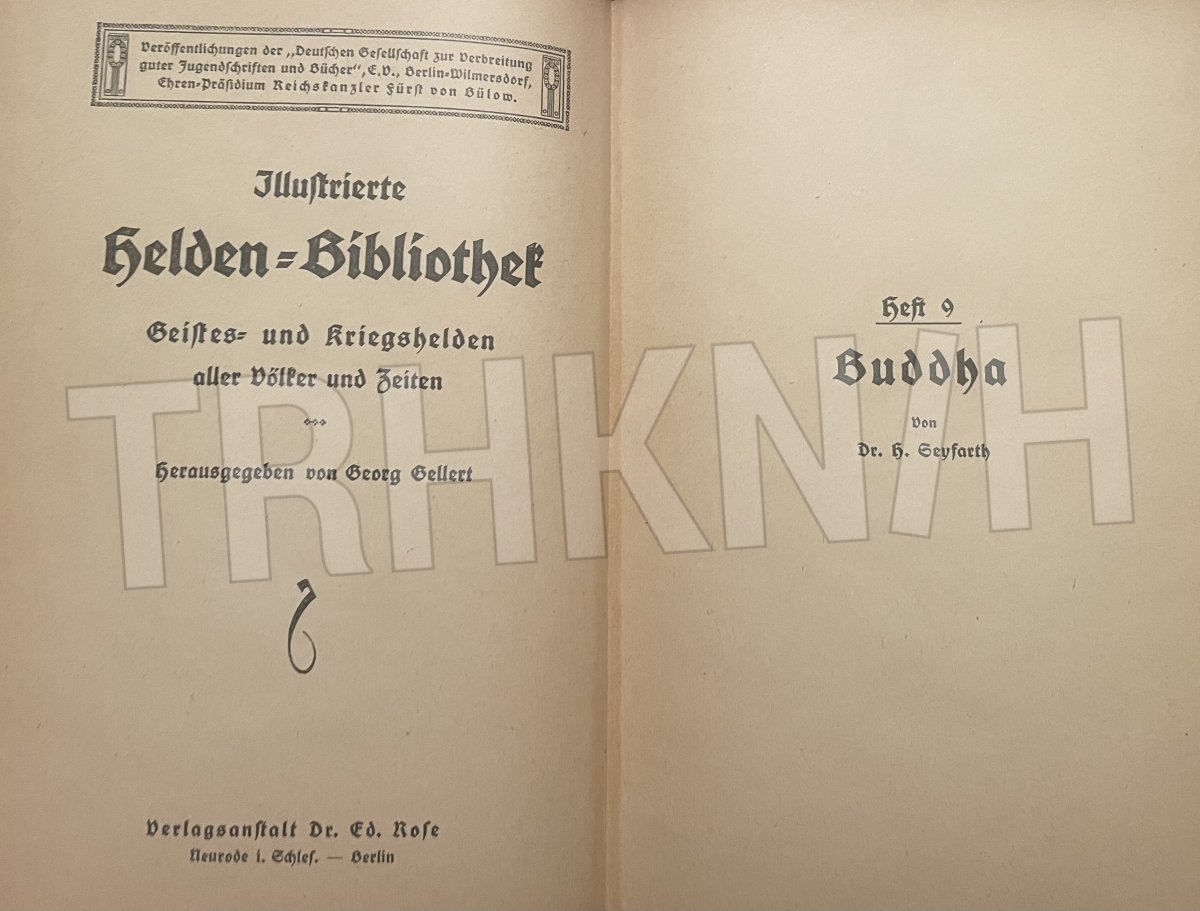 Veröffentlichungen der „Deutschen Gesellschaft zur Verbreitung
guter Jugendschriften und Bücher“, E.V., Berlin-Wilmersdorf,
Ehren-Präsidium Reichskanzler Fürst von Bülow.
Illustrierte
Helden-Bibliothek
Geistes- und Kriegshelden
aller Völker und Zeiten
Herausgegeben von Georg Gellert
Verlagsanstalt Dr. Ed. Rose
Neurode i. Schles. — Berlin
Heft 9
Buddha
von
Dr. H. Seyfarth
TRHKN/H